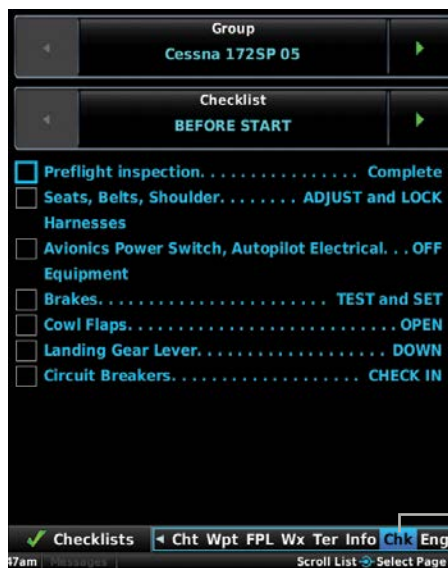 Group
Cessna 172SP 05
Checklist
BEFORE START
Preflight inspection. . . . . . . . . . . . . . . . Complete
Seats, Belts, Shoulder. . . . . . . . ADJUST and LOCK
Harnesses
Avionics Power Switch, Autopilot Electrical. . . OFF
Equipment
Brakes. . . . . . . . . . . . . . . . . . . . . . . TEST and SET
Cowl Flaps. . . . . . . . . . . . . . . . . . . . . . . . . . OPEN
Landing Gear Lever. . . . . . . . . . . . . . . . . . . DOWN
Circuit Breakers. . . . . . . . . . . . . . . . . . . CHECK IN
Checklists Cht Wpt FPL Wx Ter Info Chk Eng
47am Messages Scroll List Select Page